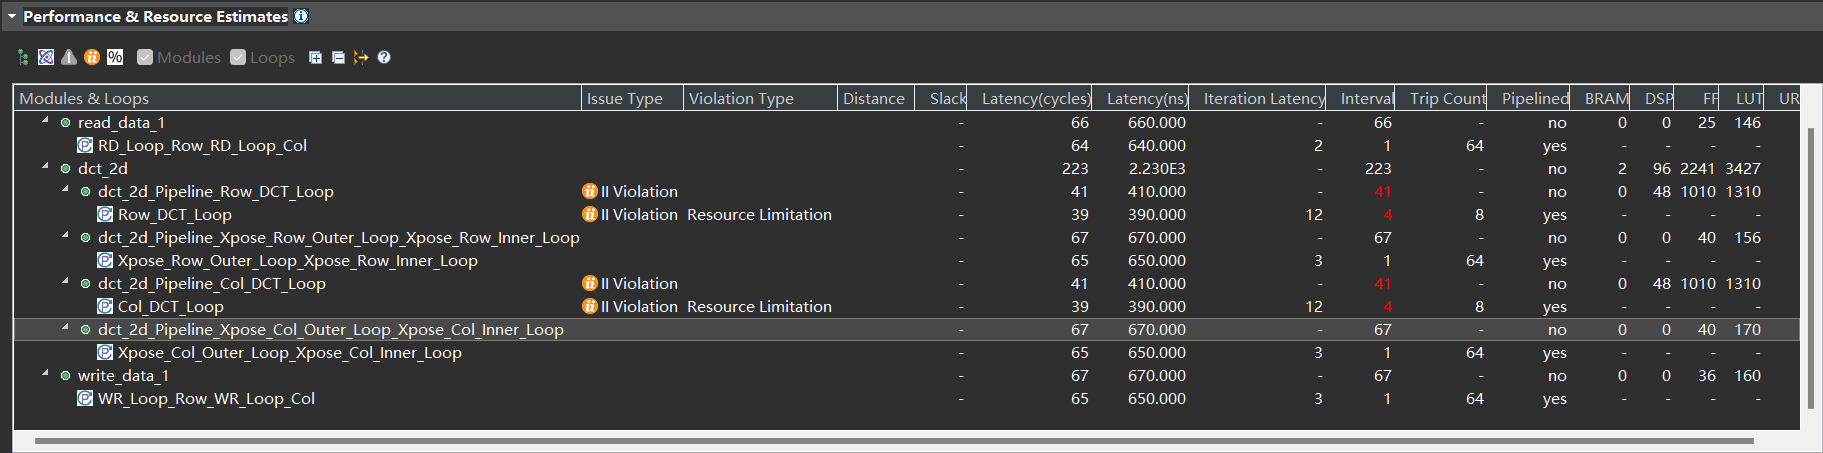 Performance & Resource Estimates
% Modules Loops
Modules & Loops Issue Type Violation Type Distance Slack Latency(cycles) Latency(ns) Iteration Latency Interval Trip Count Pipelined BRAM DSP FF LUT UR
read_data_1 - 66 660.000 - 66 - no 0 0 25 146
RD_Loop_Row_RD_Loop_Col - 64 640.000 2 1 64 yes - - - -
dct_2d - 223 2.230E3 - 223 - no 2 96 2241 3427
dct_2d_Pipeline_Row_DCT_Loop II Violation - 41 410.000 - 41 - no 0 48 1010 1310
Row_DCT_Loop II Violation Resource Limitation - 39 390.000 12 4 8 yes - - - -
dct_2d_Pipeline_Xpose_Row_Outer_Loop_Xpose_Row_Inner_Loop - 67 670.000 - 67 - no 0 0 40 156
Xpose_Row_Outer_Loop_Xpose_Row_Inner_Loop - 65 650.000 3 1 64 yes - - - -
dct_2d_Pipeline_Col_DCT_Loop II Violation - 41 410.000 - 41 - no 0 48 1010 1310
Col_DCT_Loop II Violation Resource Limitation - 39 390.000 12 4 8 yes - - - -
dct_2d_Pipeline_Xpose_Col_Outer_Loop_Xpose_Col_Inner_Loop - 67 670.000 - 67 - no 0 0 40 170
Xpose_Col_Outer_Loop_Xpose_Col_Inner_Loop - 65 650.000 3 1 64 yes - - - -
write_data_1 - 67 670.000 - 67 - no 0 0 36 160
WR_Loop_Row_WR_Loop_Col - 65 650.000 3 1 64 yes - - - -